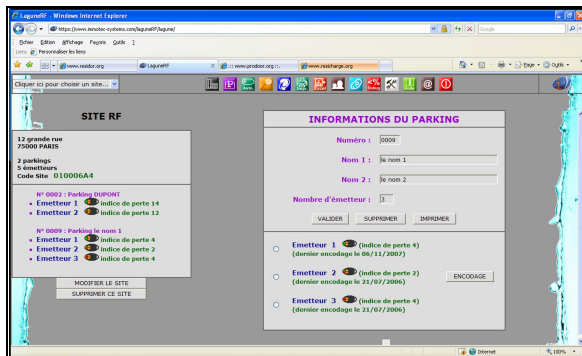 LaguneRF - Windows Internet Explorer
https://www.ismotec-systems.com/laguneRF/lagune/
Google
Fichier Edition Affichage Favoris Outils ?
Liens Personnaliser les liens
www.residor.org LaguneRF .:: www.prodoor.org ::. www.resicharge.org Page Outils
Cliquer ici pour choisir un site...
SITE RF
12 grande rue
75000 PARIS
2 parkings
5 émetteurs
Code Site 010006A4
N° 0002 : Parking DUPONT
Emetteur 1 indice de perte 14
Emetteur 2 indice de perte 12
N° 0009 : Parking le nom 1
Emetteur 1 indice de perte 4
Emetteur 2 indice de perte 2
Emetteur 3 indice de perte 4
MODIFIER LE SITE
SUPPRIMER CE SITE
INFORMATIONS DU PARKING
Numéro : 0009
Nom 1 : le nom 1
Nom 2 : le nom 2
Nombre d'émetteur : 3
VALIDER SUPPRIMER IMPRIMER
Emetteur 1 (indice de perte 4)
(dernier encodage le 06/11/2007)
Emetteur 2 (indice de perte 2)
(dernier encodage le 21/07/2006)
ENCODAGE
Emetteur 3 (indice de perte 4)
(dernier encodage le 21/07/2006)
Internet 100%